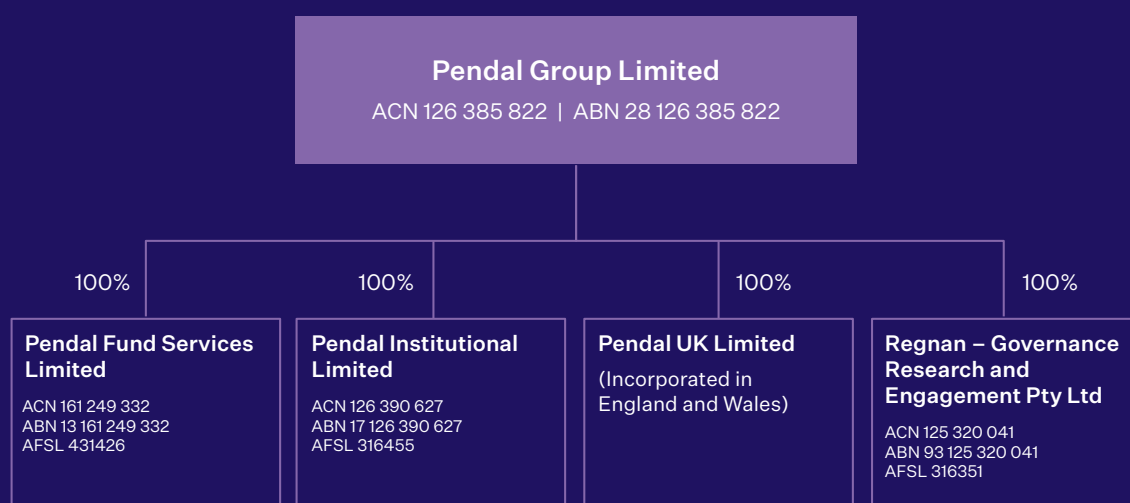 Pendal Group Limited
ACN 126 385 822 | ABN 28 126 385 822
100%
100%
100%
100%
Pendal Fund Services
Limited
ACN 161 249 332
ABN 13 161 249 332
AFSL 431426
Pendal Institutional
Limited
ACN 126 390 627
ABN 17 126 390 627
AFSL 316455
Pendal UK Limited
(Incorporated in
England and Wales)
Regnan – Governance
Research and
Engagement Pty Ltd
ACN 125 320 041
ABN 93 125 320 041
AFSL 316351